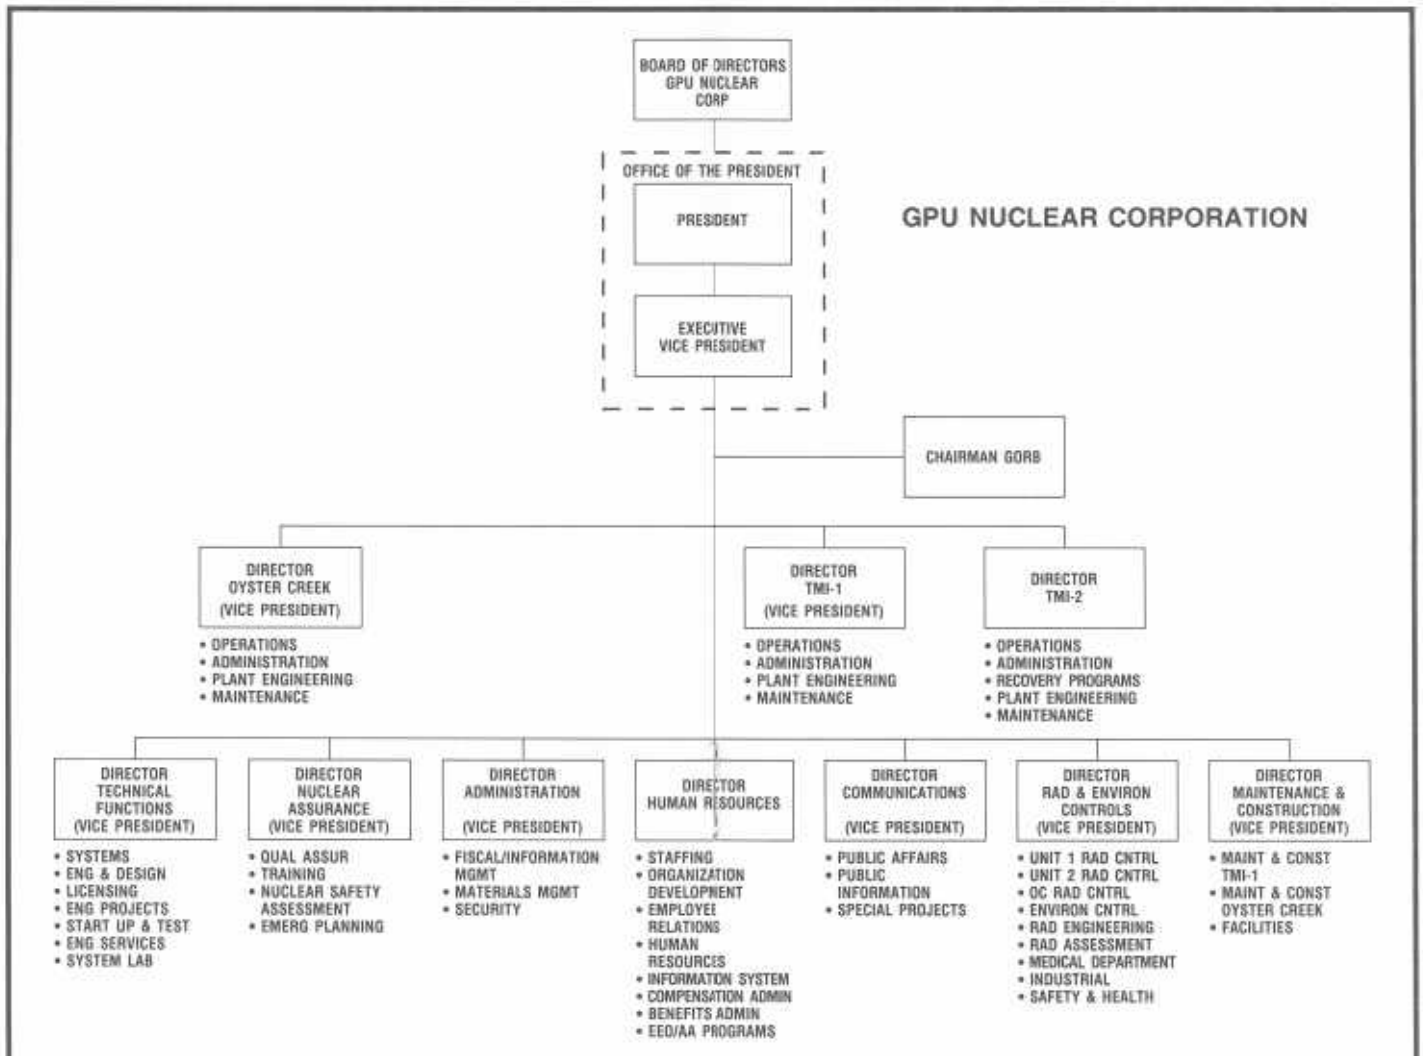 BOARD OF DIRECTORS
GPU NUCLEAR
CORP
OFFICE OF THE PRESIDENT
PRESIDENT
GPU NUCLEAR CORPORATION
EXECUTIVE
VICE PRESIDENT
CHAIRMAN GORB
DIRECTOR
OYSTER CREEK
(VICE PRESIDENT)
• OPERATIONS
• ADMINISTRATION
• PLANT ENGINEERING
• MAINTENANCE
DIRECTOR
TMI-1
(VICE PRESIDENT)
• OPERATIONS
• ADMINISTRATION
• PLANT ENGINEERING
• MAINTENANCE
DIRECTOR
TMI-2
• OPERATIONS
• ADMINISTRATION
• RECOVERY PROGRAMS
• PLANT ENGINEERING
• MAINTENANCE
DIRECTOR
TECHNICAL
FUNCTIONS
(VICE PRESIDENT)
• SYSTEMS
• ENG & DESIGN
• LICENSING
• ENG PROJECTS
• START UP & TEST
• ENG SERVICES
• SYSTEM LAB
DIRECTOR
NUCLEAR
ASSURANCE
(VICE PRESIDENT)
• QUAL ASSUR
• TRAINING
• NUCLEAR SAFETY
ASSESSMENT
• EMERG PLANNING
DIRECTOR
ADMINISTRATION
(VICE PRESIDENT)
• FISCAL/INFORMATION
MGMT
• MATERIALS MGMT
• SECURITY
DIRECTOR
HUMAN RESOURCES
• STAFFING
• ORGANIZATION
DEVELOPMENT
• EMPLOYEE
RELATIONS
• HUMAN
RESOURCES
• INFORMATION SYSTEM
• COMPENSATION ADMIN
• BENEFITS ADMIN
• EEO/AA PROGRAMS
DIRECTOR
COMMUNICATIONS
(VICE PRESIDENT)
• PUBLIC AFFAIRS
• PUBLIC
INFORMATION
• SPECIAL PROJECTS
DIRECTOR
RAD & ENVIRON
CONTROLS
(VICE PRESIDENT)
• UNIT 1 RAD CNTRL
• UNIT 2 RAD CNTRL
• OC RAD CNTRL
• ENVIRON CNTRL
• RAD ENGINEERING
• RAD ASSESSMENT
• MEDICAL DEPARTMENT
• INDUSTRIAL
• SAFETY & HEALTH
DIRECTOR
MAINTENANCE &
CONSTRUCTION
(VICE PRESIDENT)
• MAINT & CONST
TMI-1
• MAINT & CONST
OYSTER CREEK
• FACILITIES